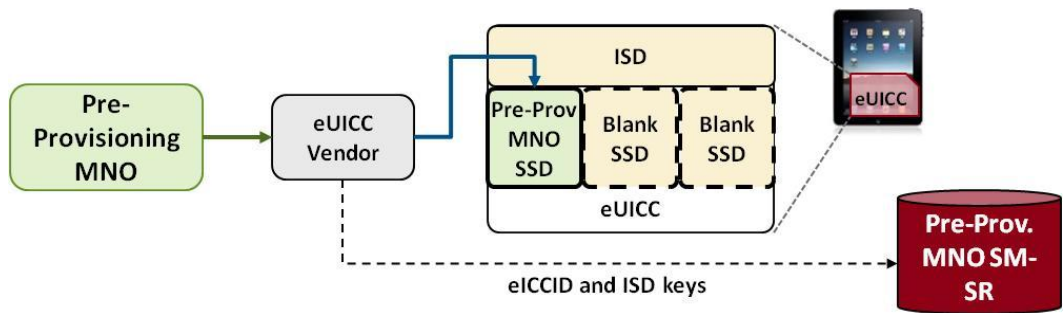 Pre-
Provisioning
MNO
eUICC
Vendor
ISD
Pre-Prov
MNO
SSD
Blank
SSD
Blank
SSD
eUICC
eUICC
eICCID and ISD keys
Pre-Prov.
MNO SM-
SR